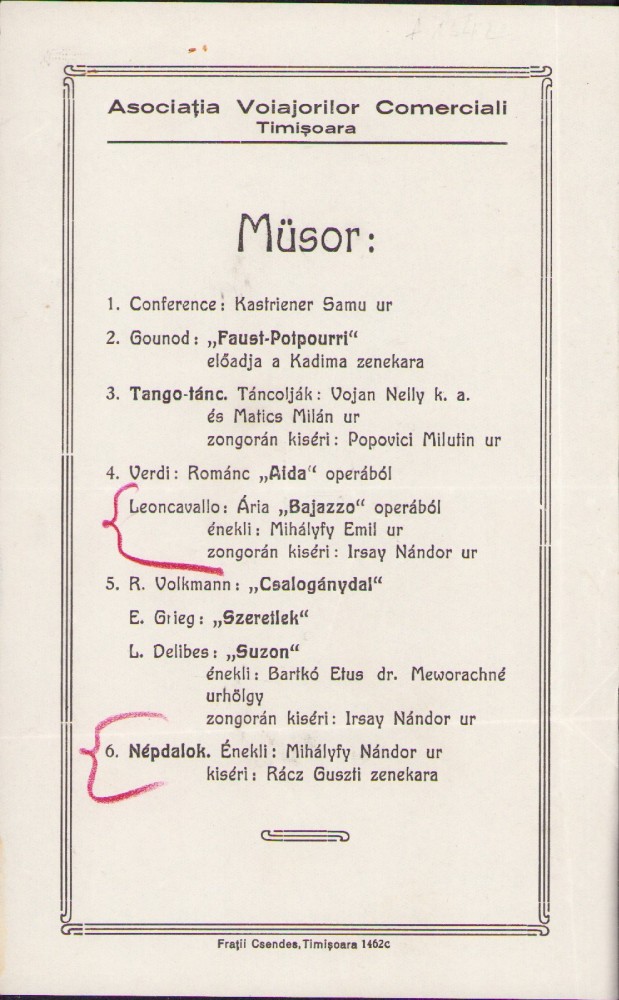 Asociația Voiajorilor Comerciali
Timișoara
Müsor:
1. Conference: Kastriener Samu ur
2. Gounod: „Faust-Potpourri“
előadja a Kadima zenekara
3. Tango-tánc. Táncolják: Vojan Nelly k. a.
és Matics Milán ur
zongorán kiséri: Popovici Milutin ur
4. Verdi: Románc „Aida“ operából
Leoncavallo: Ária „Bajazzo“ operából
énekli: Mihályfy Emil ur
zongorán kiséri: Irsay Nándor ur
5. R. Volkmann: „Csalogánydal“
E. Grieg: „Szeretlek“
L. Delibes: „Suzon“
énekli: Bartkó Etus dr. Meworachné
urhölgy
zongorán kiséri: Irsay Nándor ur
6. Népdalok. Énekli: Mihályfy Nándor ur
kiséri: Rácz Guszti zenekara
Frații Csendes, Timișoara 1462c